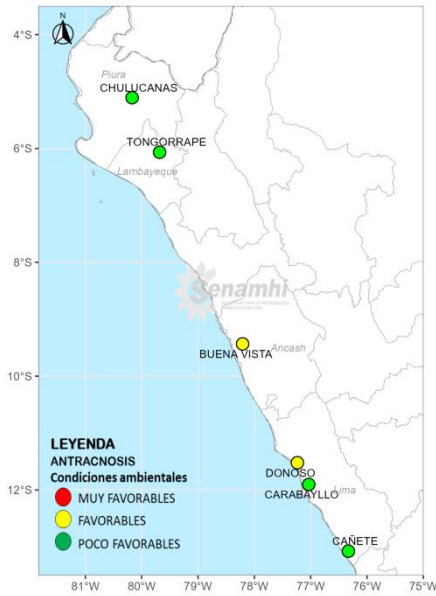 N
4°S
Piura
CHULUCANAS
TONGORRAPE
6°S
Lambayeque
8°S
Senamhi
BUENA VISTA
Ancash
10°S
LEYENDA
ANTRACNOSIS
Condiciones ambientales
MUY FAVORABLES
FAVORABLES
POCO FAVORABLES
DONOSO
CARABAYLLO
Lima
12°S
CAÑETE
81°W 80°W 79°W 78°W 77°W 76°W 75°W